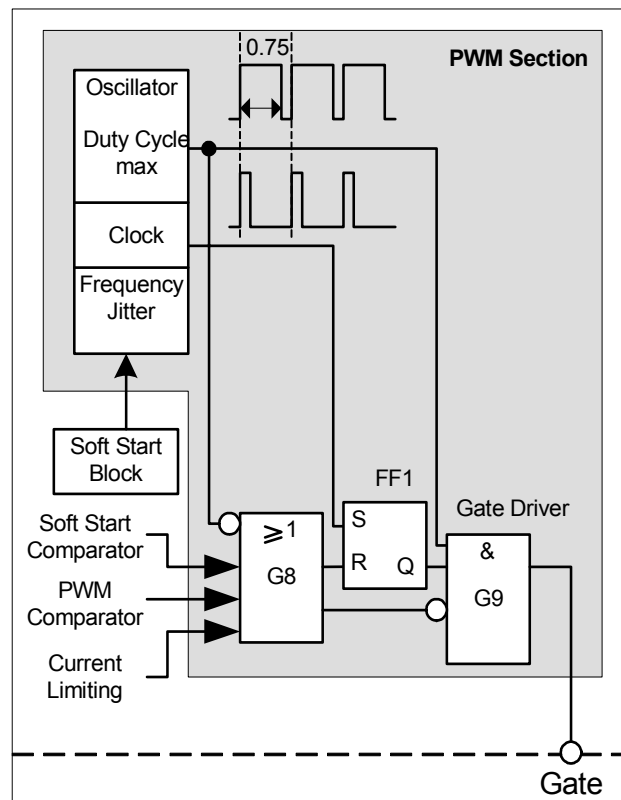 0.75
PWM Section
Oscillator
Duty Cycle
max
Clock
Frequency
Jitter
Soft Start
Block
FF1
Gate Driver
Soft Start
Comparator
PWM
Comparator
Current
Limiting
≥1
G8
S
R
Q
&
G9
Gate